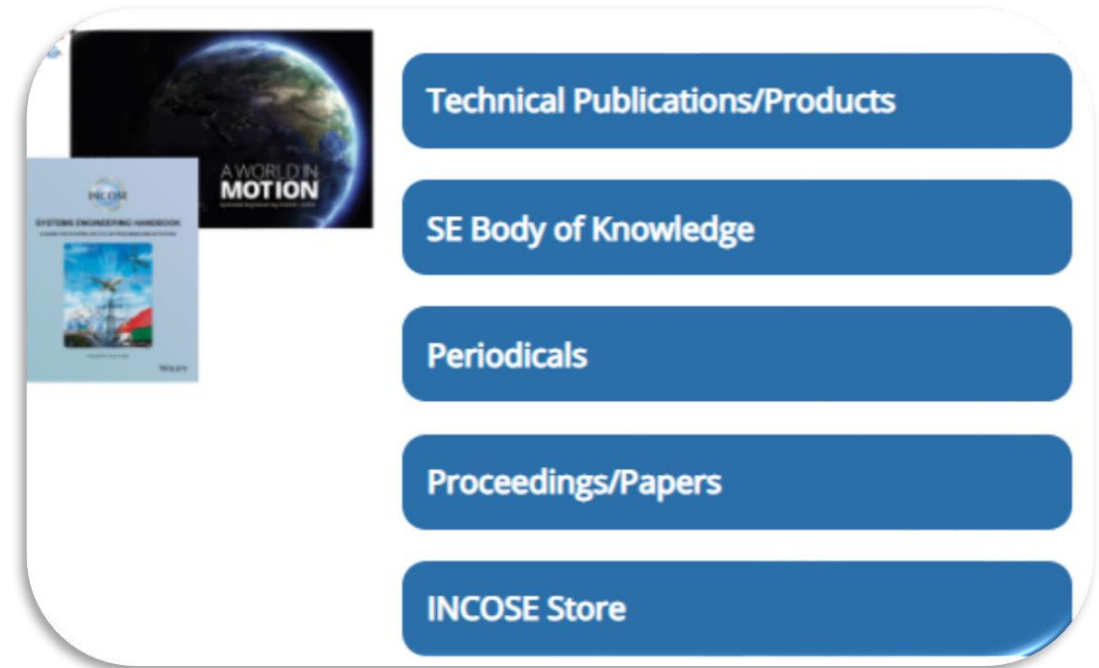 A WORLD IN
MOTION
INCOSE
SYSTEMS ENGINEERING HANDBOOK
WILEY
Technical Publications/Products
SE Body of Knowledge
Periodicals
Proceedings/Papers
INCOSE Store